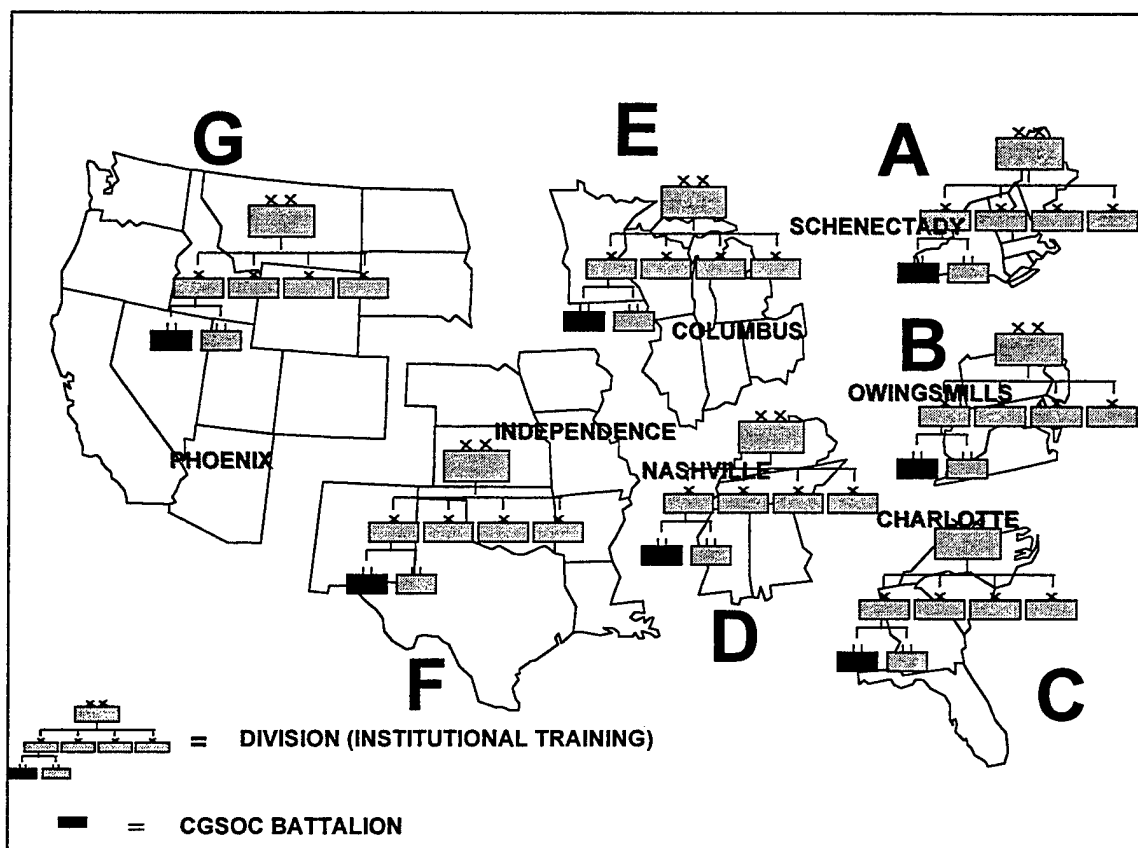 G
E
A
SCHENECTADY
COLUMBUS
B
OWINGSMILLS
INDEPENDENCE
PHOENIX
NASHVILLE
CHARLOTTE
D
F
C
= DIVISION (INSTITUTIONAL TRAINING)
= CGSOC BATTALION